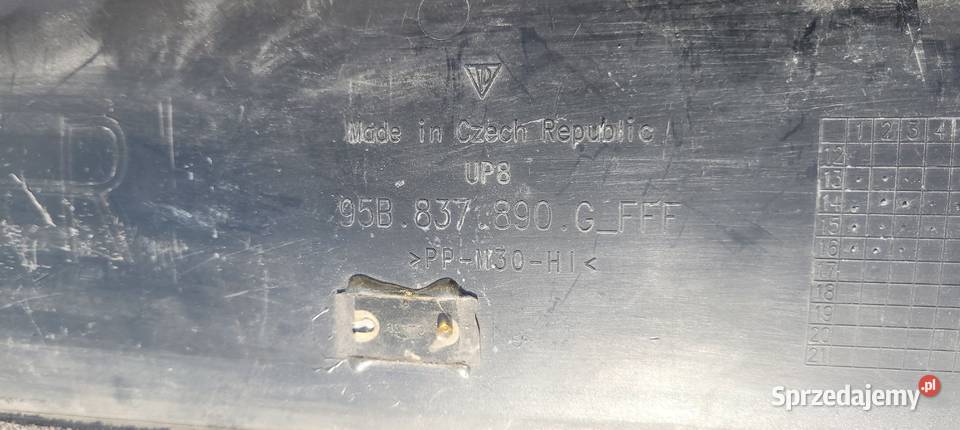 D
Made in Czech Republic
UP8
95B.837.890.G_FFF
>PP-M30-HI<
1 2 3 4
12
13
14
15
16
17
18
19
20
21
Sprzedajemy.pl